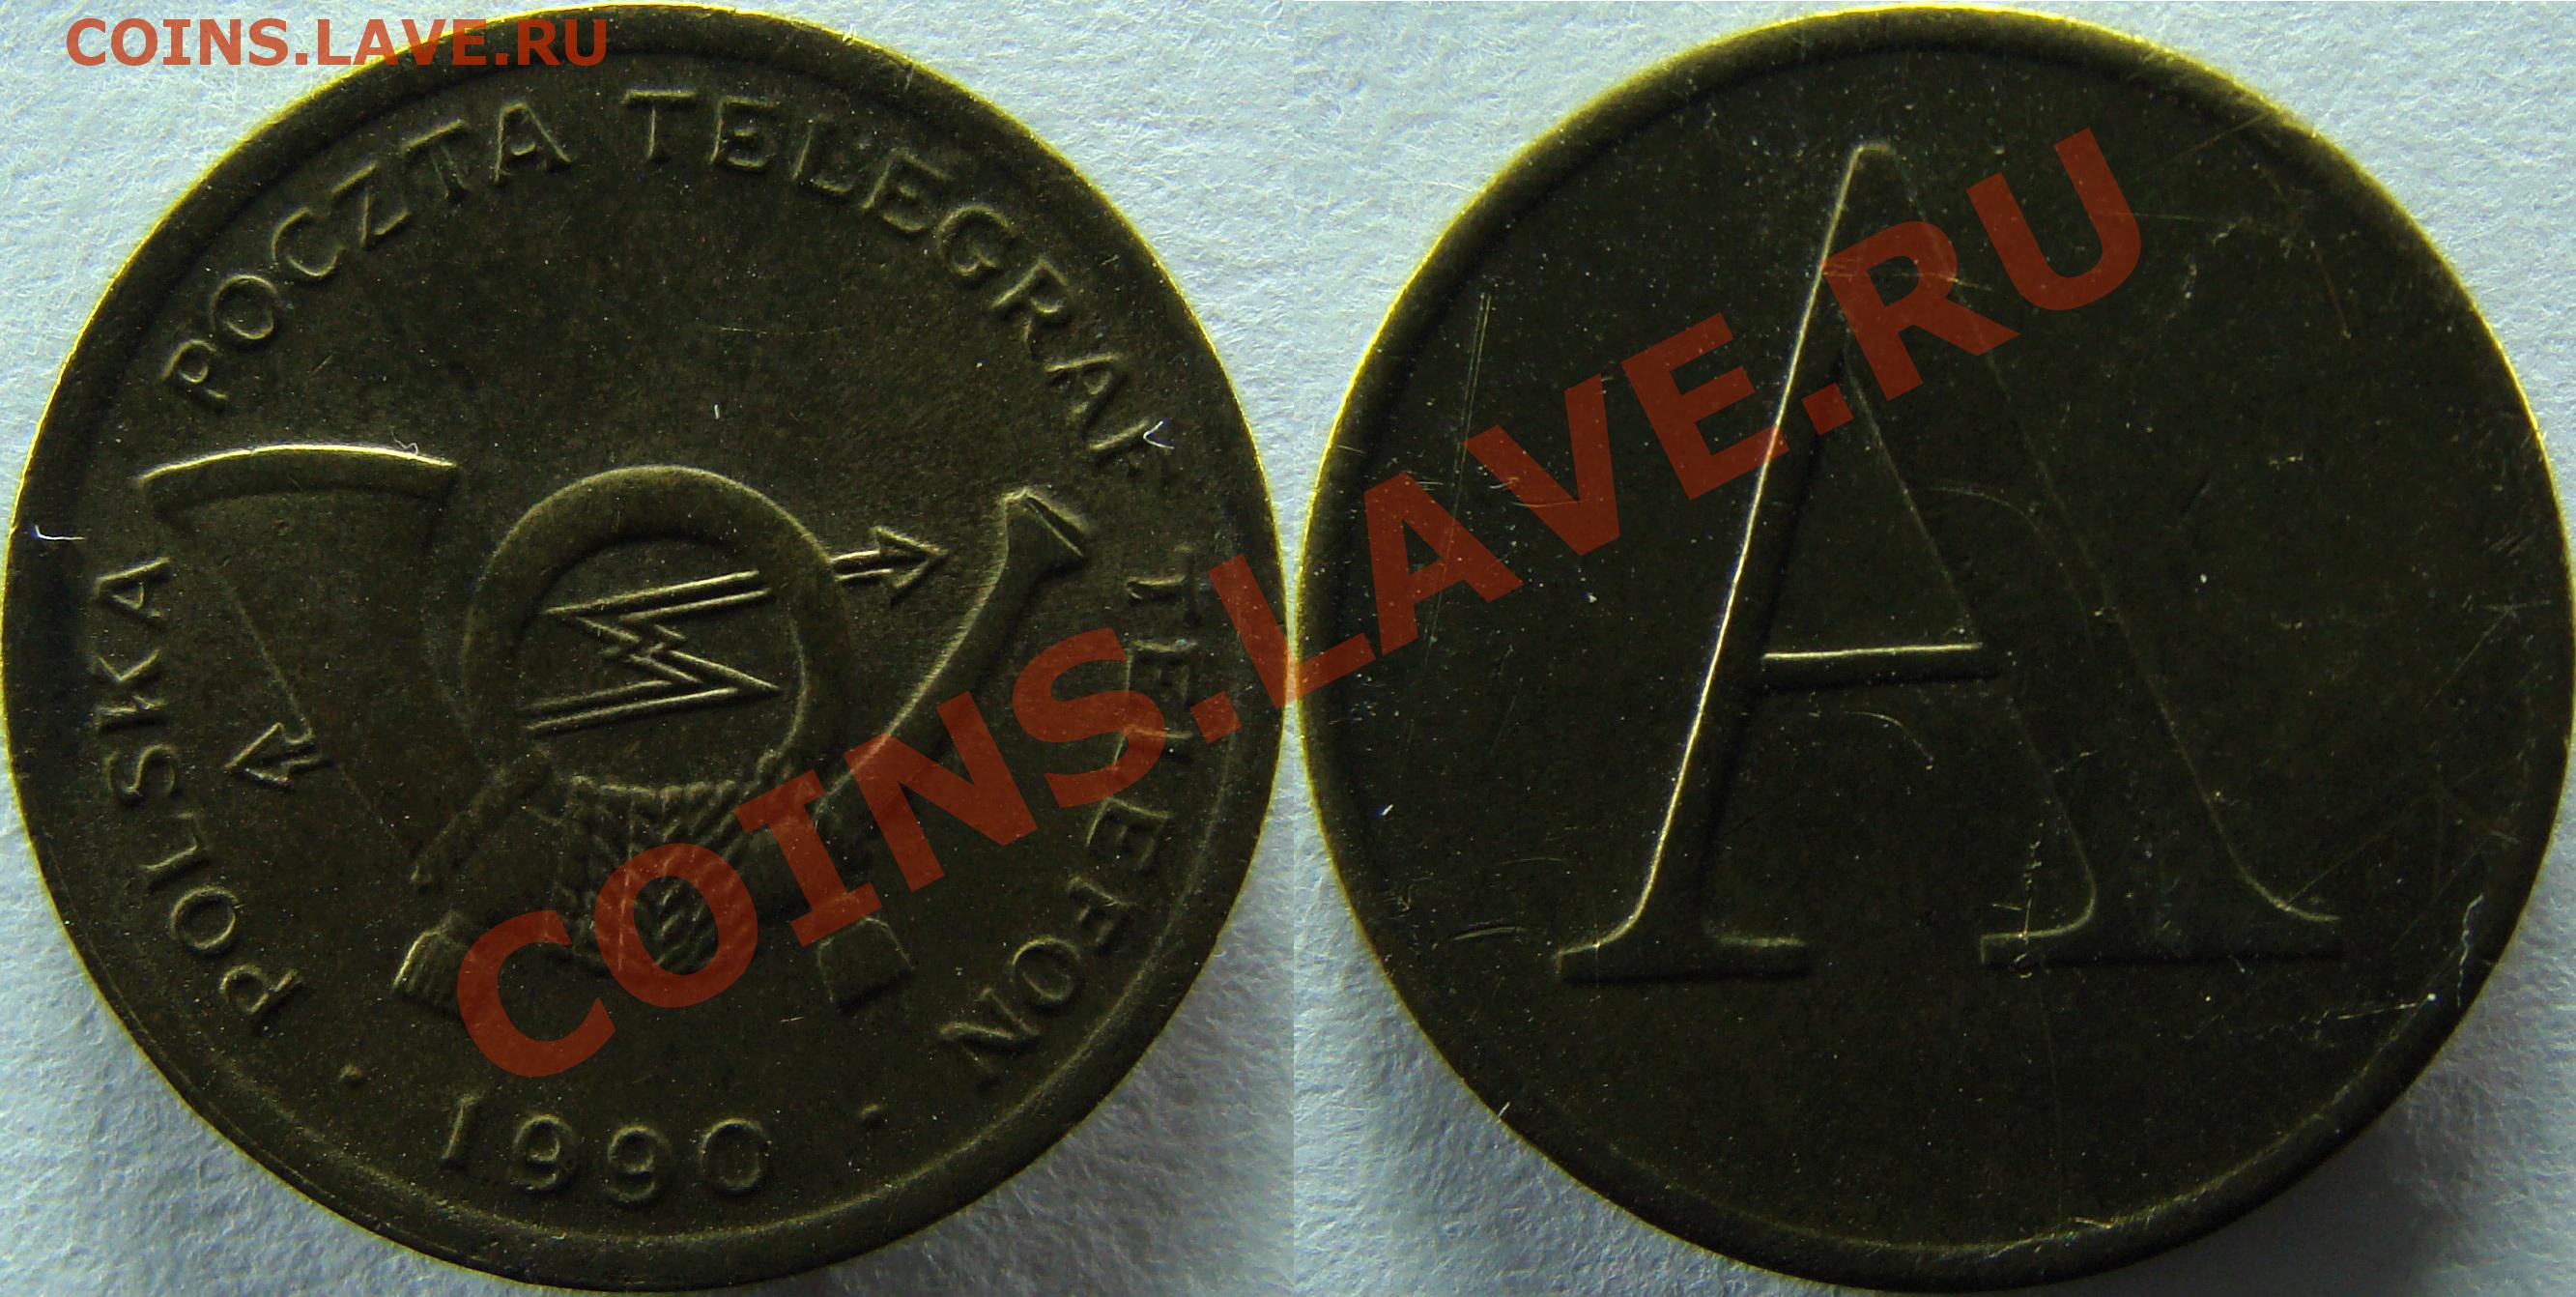 COINS.LAVE.RU
POLSKA POCZTA TELEGRAF TELEFON
· 1990 ·
A
COINS.LAVE.RU